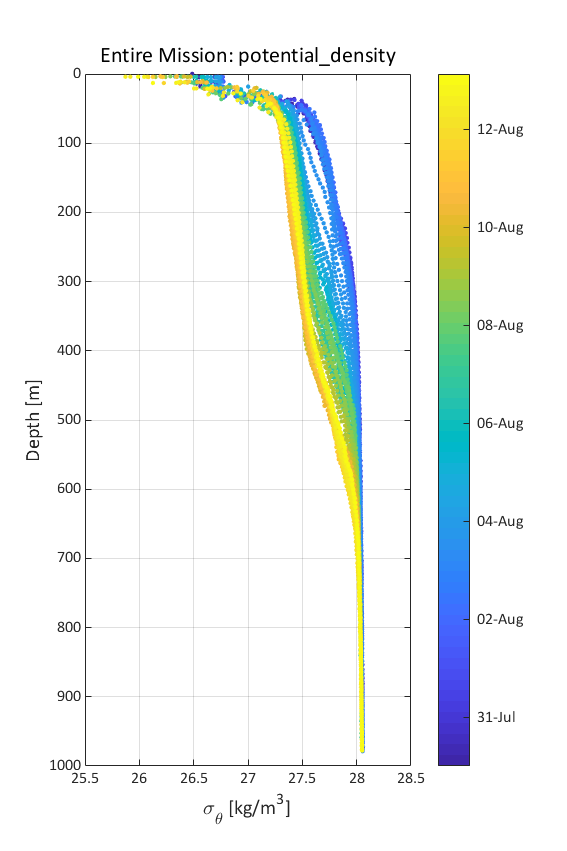 Entire Mission: potential_density
0
100
200
300
400
500
600
700
800
900
1000
Depth [m]
25.5 26 26.5 27 27.5 28 28.5
σθ [kg/m³]
12-Aug
10-Aug
08-Aug
06-Aug
04-Aug
02-Aug
31-Jul